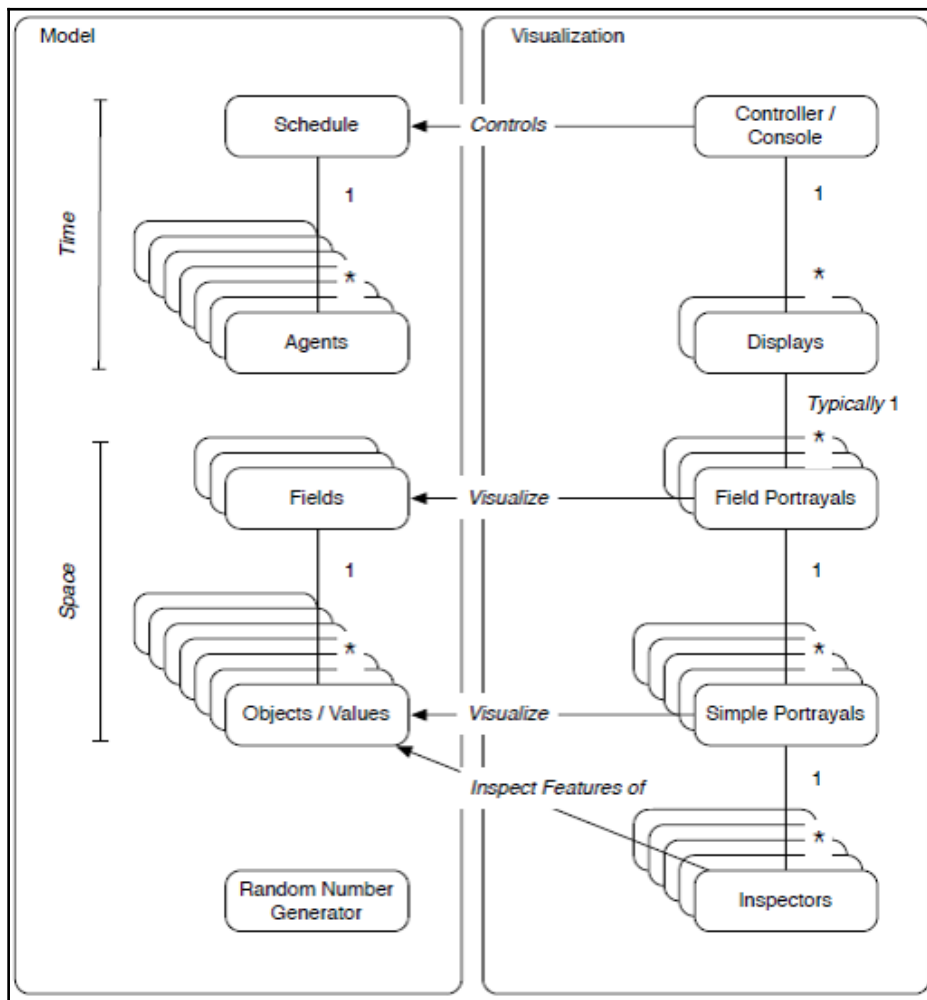 Model
Visualization
Schedule
Controls
Controller /
Console
Time
1
1
*
*
Agents
Displays
Typically 1
*
Fields
Visualize
Field Portrayals
Space
1
1
*
*
Objects / Values
Visualize
Simple Portrayals
Inspect Features of
1
*
Random Number
Generator
Inspectors